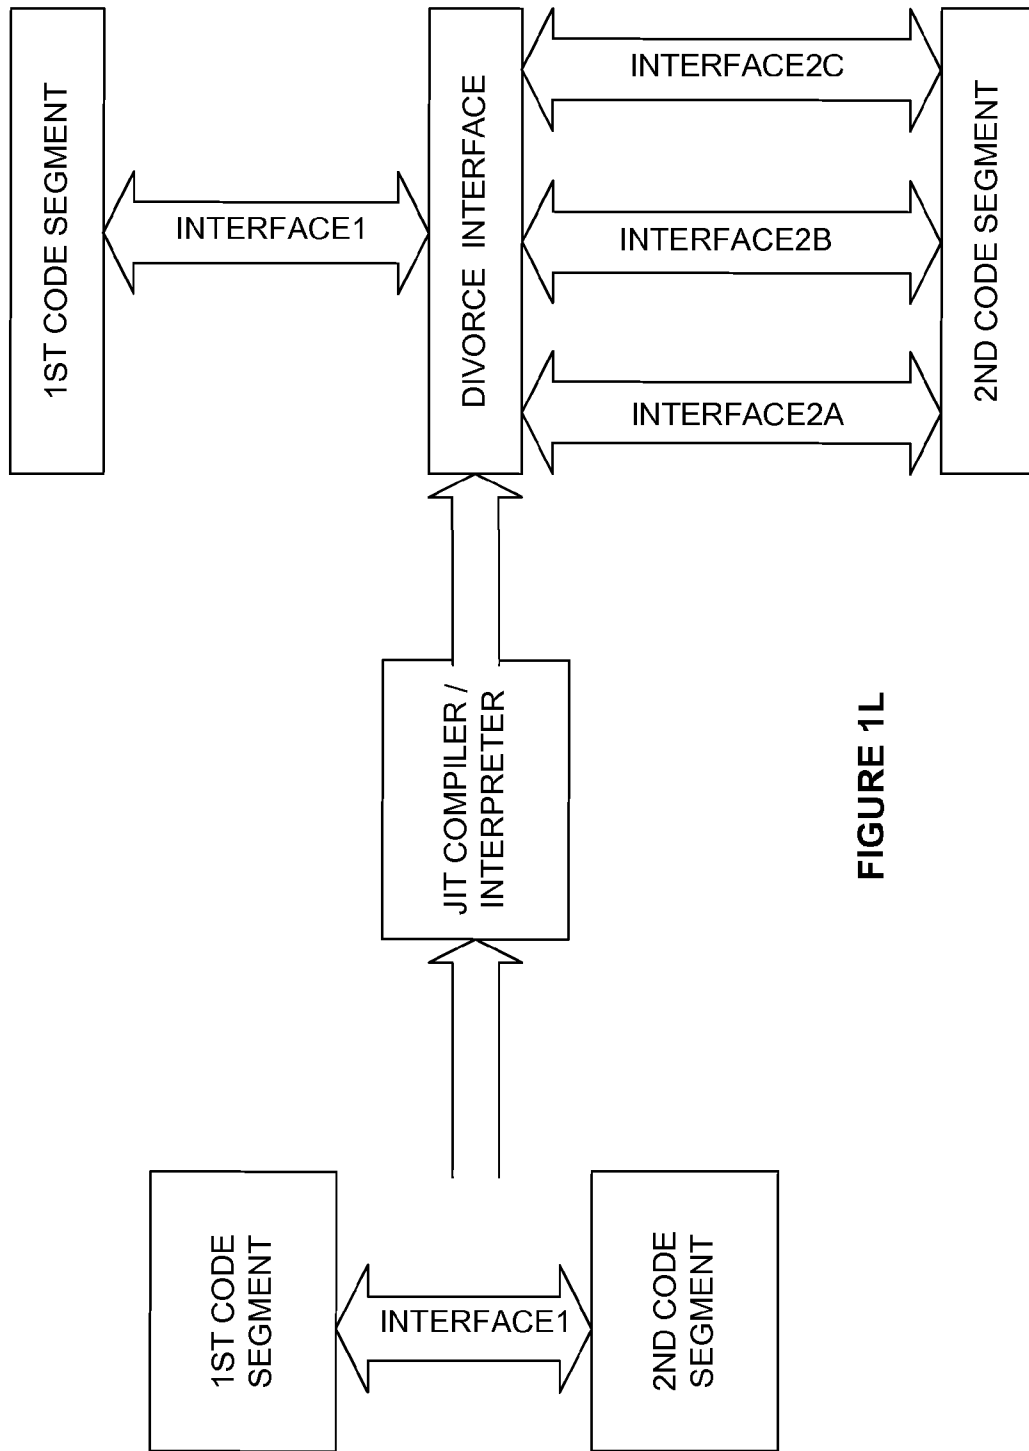 1ST CODE
SEGMENT
INTERFACE1
2ND CODE
SEGMENT
JIT COMPILER /
INTERPRETER
1ST CODE SEGMENT
INTERFACE1
DIVORCE INTERFACE
INTERFACE2A
INTERFACE2B
INTERFACE2C
2ND CODE SEGMENT
FIGURE 1L